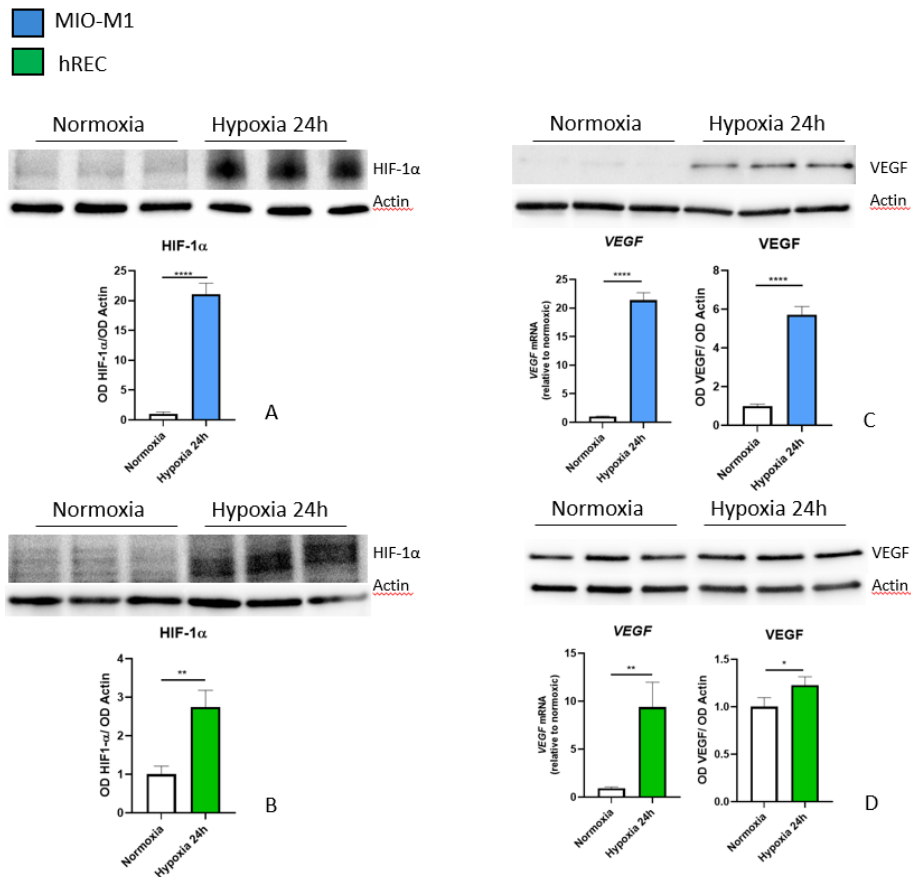 MIO-M1
hREC
Normoxia Hypoxia 24h
HIF-1α
Actin
HIF-1α
OD HIF-1α/OD Actin
25
20
15
10
5
0
****
Normoxia
Hypoxia 24h
A
Normoxia Hypoxia 24h
VEGF
Actin
VEGF
VEGF mRNA
(relative to normoxic)
25
20
15
10
5
0
****
Normoxia
Hypoxia 24h
VEGF
OD VEGF/ OD Actin
8
6
4
2
0
****
Normoxia
Hypoxia 24h
C
Normoxia Hypoxia 24h
HIF-1α
Actin
HIF-1α
OD HIF1-α/ OD Actin
4
3
2
1
0
**
Normoxia
Hypoxia 24h
B
Normoxia Hypoxia 24h
VEGF
Actin
VEGF
VEGF mRNA
(relative to normoxic)
15
10
5
0
**
Normoxia
Hypoxia 24h
VEGF
OD VEGF/ OD Actin
1.5
1.0
0.5
0.0
*
Normoxia
Hypoxia 24h
D